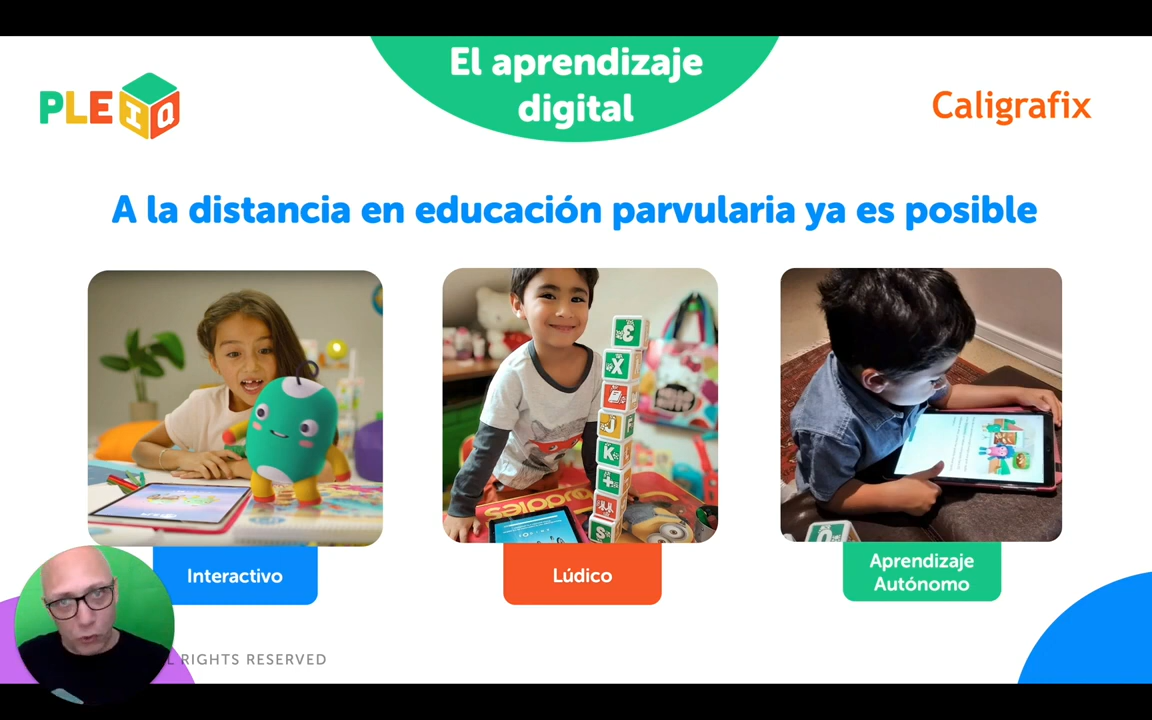 El aprendizaje
digital
PLEIQ
Caligrafix
A la distancia en educación parvularia ya es posible
Interactivo
Lúdico
Aprendizaje
Autónomo
RIGHTS RESERVED